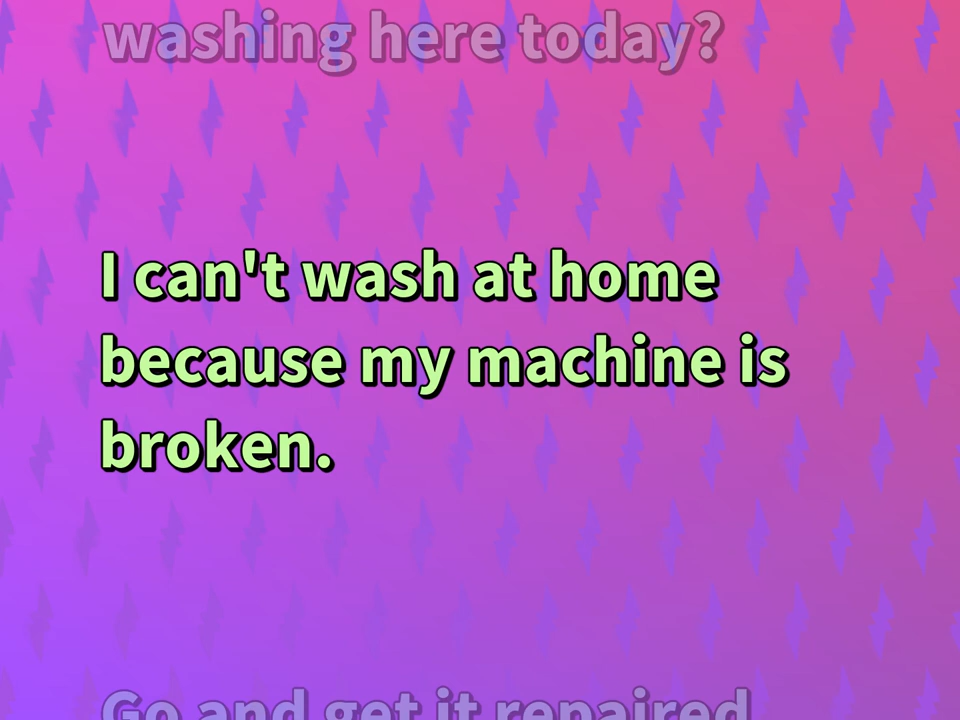 washing here today?
I can't wash at home
because my machine is
broken.
Go and get it repaired